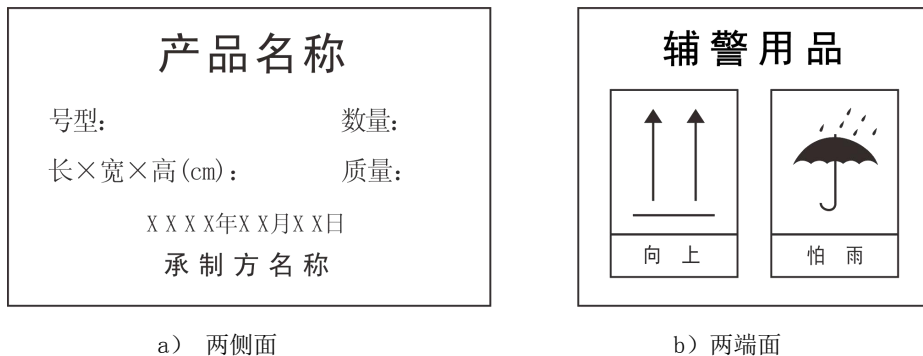 产品名称
号型: 数量:
长×宽×高(cm): 质量:
XXXX年XX月XX日
承制方名称
a） 两侧面
辅警用品
向上 怕雨
b）两端面